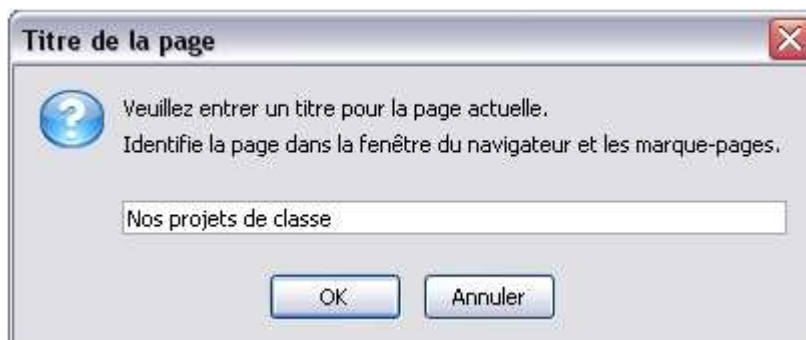 Titre de la page
Veuillez entrer un titre pour la page actuelle.
Identifie la page dans la fenêtre du navigateur et les marque-pages.
Nos projets de classe
OK
Annuler